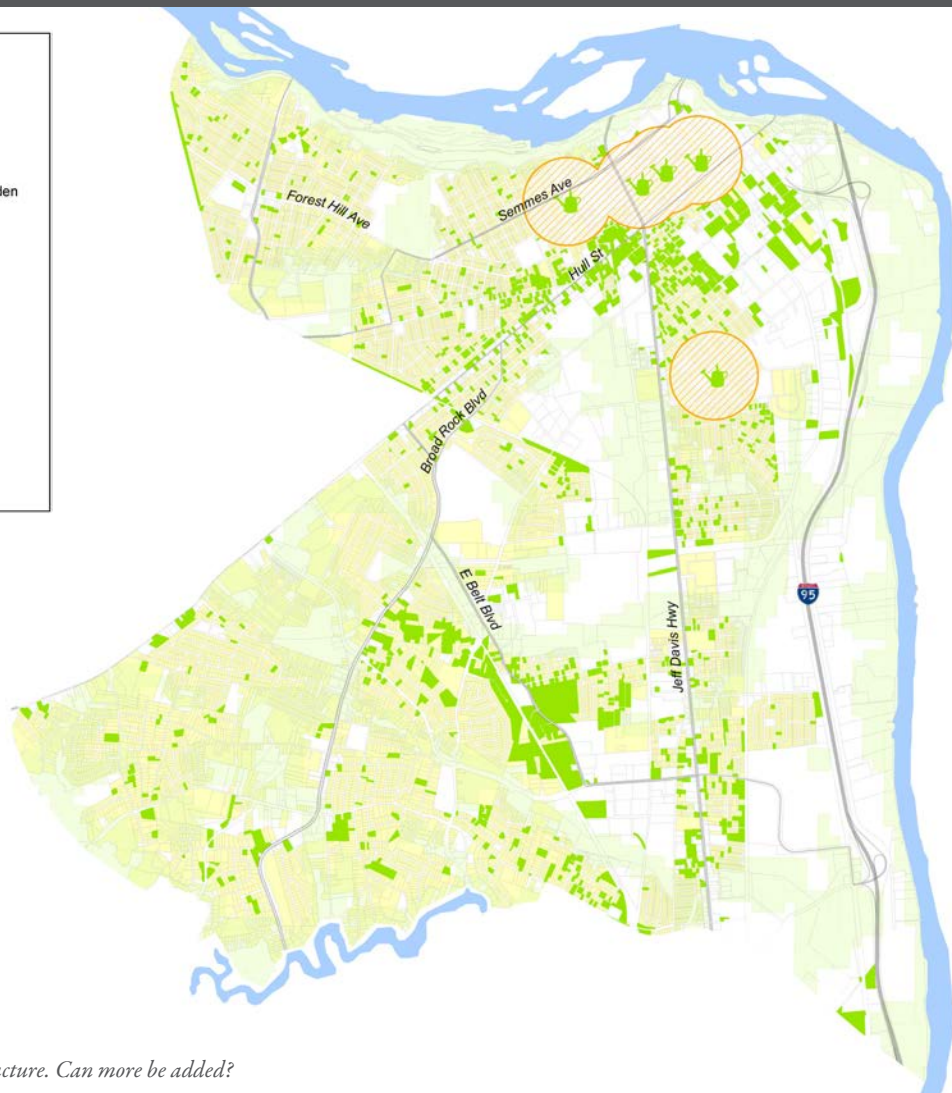 den
Forest Hill Ave
Semmes Ave
Hull St
Broad Rock Blvd
E Belt Blvd
Jeff Davis Hwy
95
cture. Can more be added?